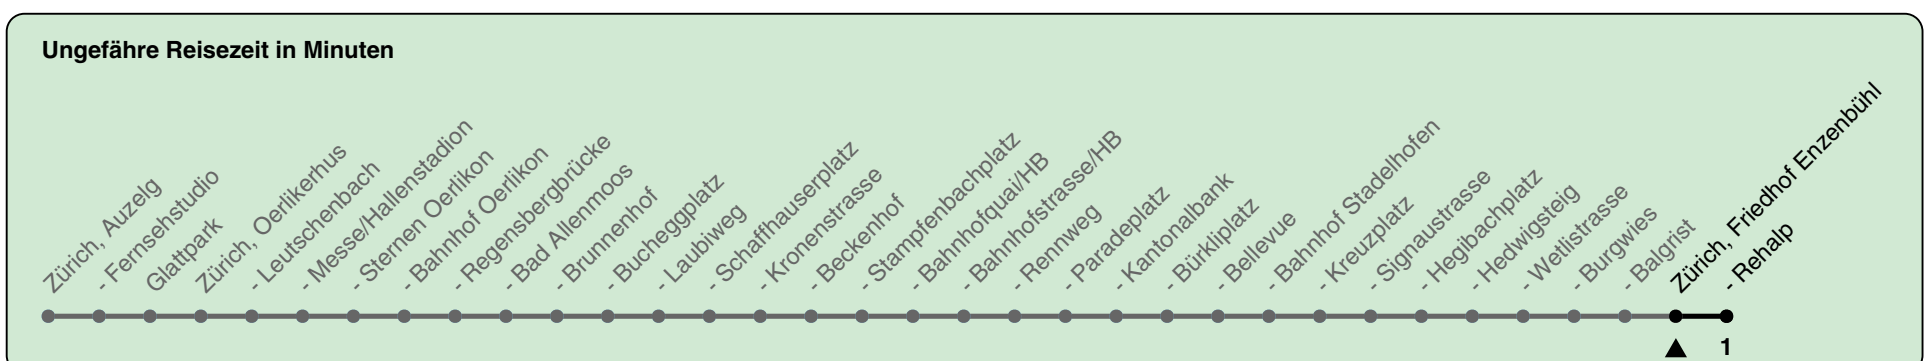 Ungefähre Reisezeit in Minuten
Zürich, Auzelg
- Fernsehstudio
Glattpark
Zürich, Oerlikerhus
- Leutschenbach
- Messe/Hallenstadion
- Sternen Oerlikon
- Bahnhof Oerlikon
- Regensbergbrücke
- Bad Allenmoos
- Brunnenhof
- Bucheggplatz
- Laubiweg
- Schaffhauserplatz
- Kronenstrasse
- Beckenhof
- Stampfenbachplatz
- Bahnhofquai/HB
- Bahnhofstrasse/HB
- Rennweg
- Paradeplatz
- Kantonalbank
- Bürkliplatz
- Bellevue
- Bahnhof Stadelhofen
- Kreuzplatz
- Signaustrasse
- Hegibachplatz
- Hedwigsteig
- Wetlistrasse
- Burgwies
- Balgrist
Zürich, Friedhof Enzenbühl
- Rehalp
1